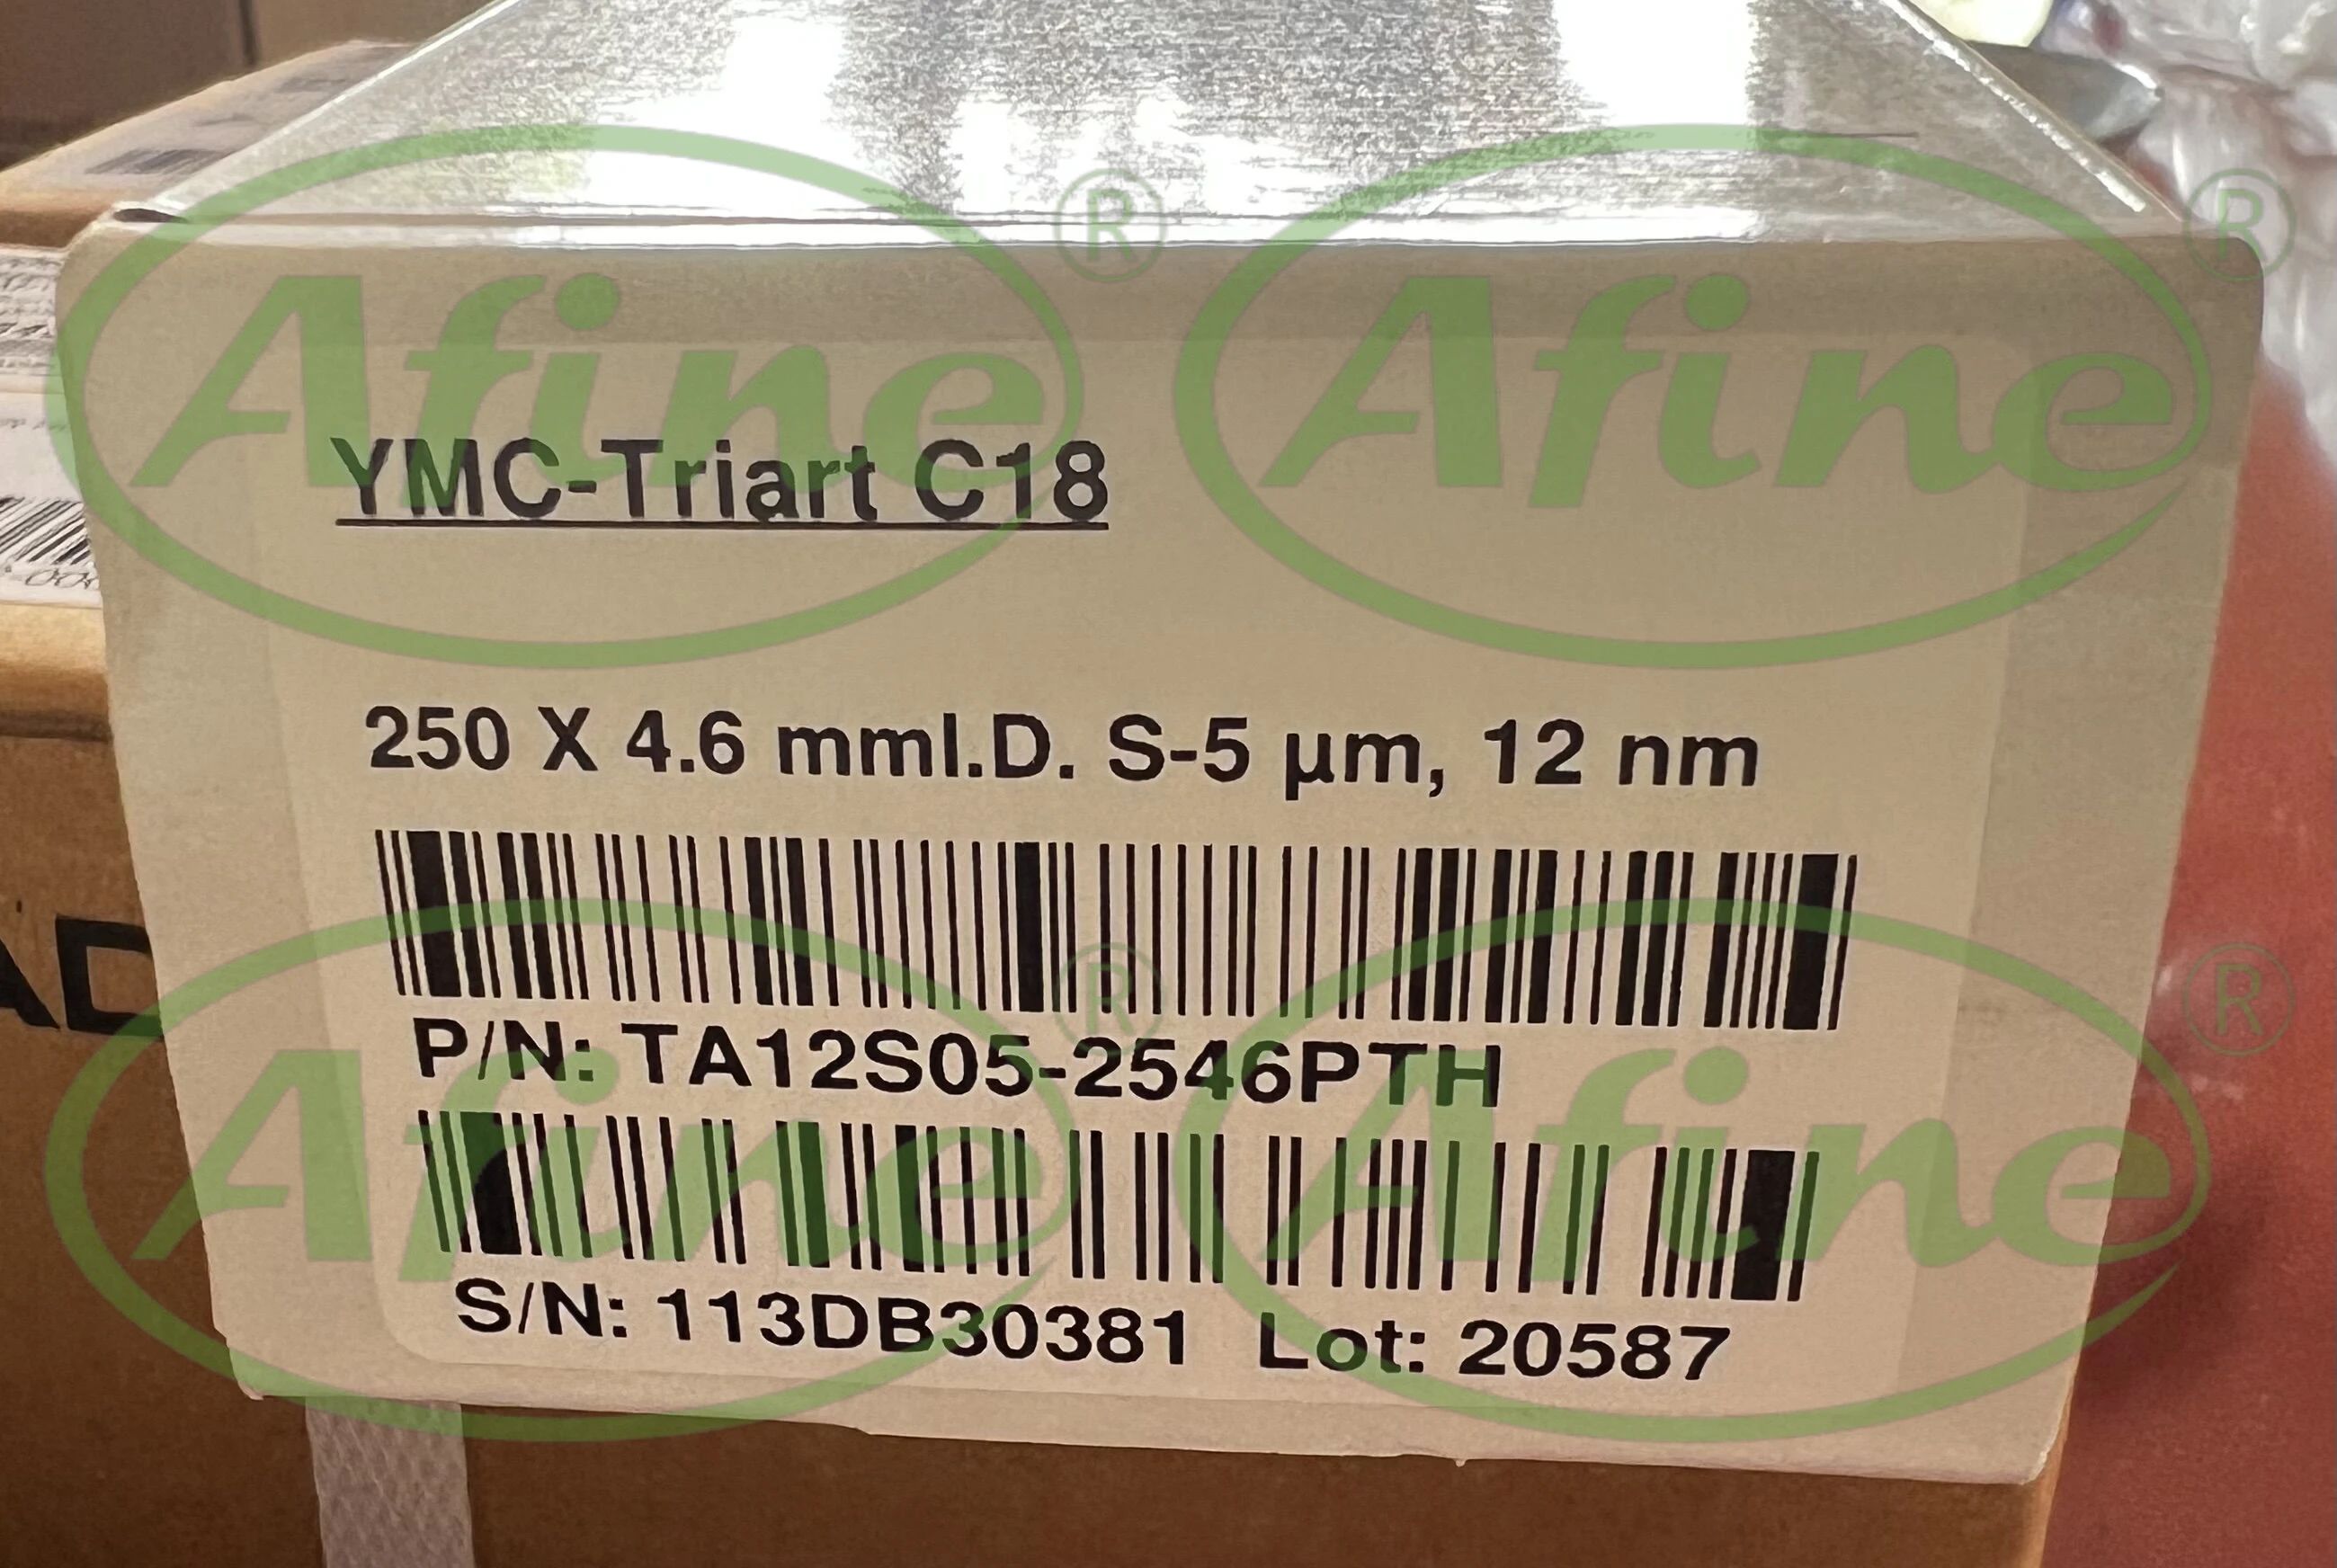 Afine ® Afine ®
YMC-Triart C18
250 X 4.6 mmI.D. S-5 µm, 12 nm
AD
Afine ® Afine ®
P/N: TA12S05-2546PTH
S/N: 113DB30381 Lot: 20587